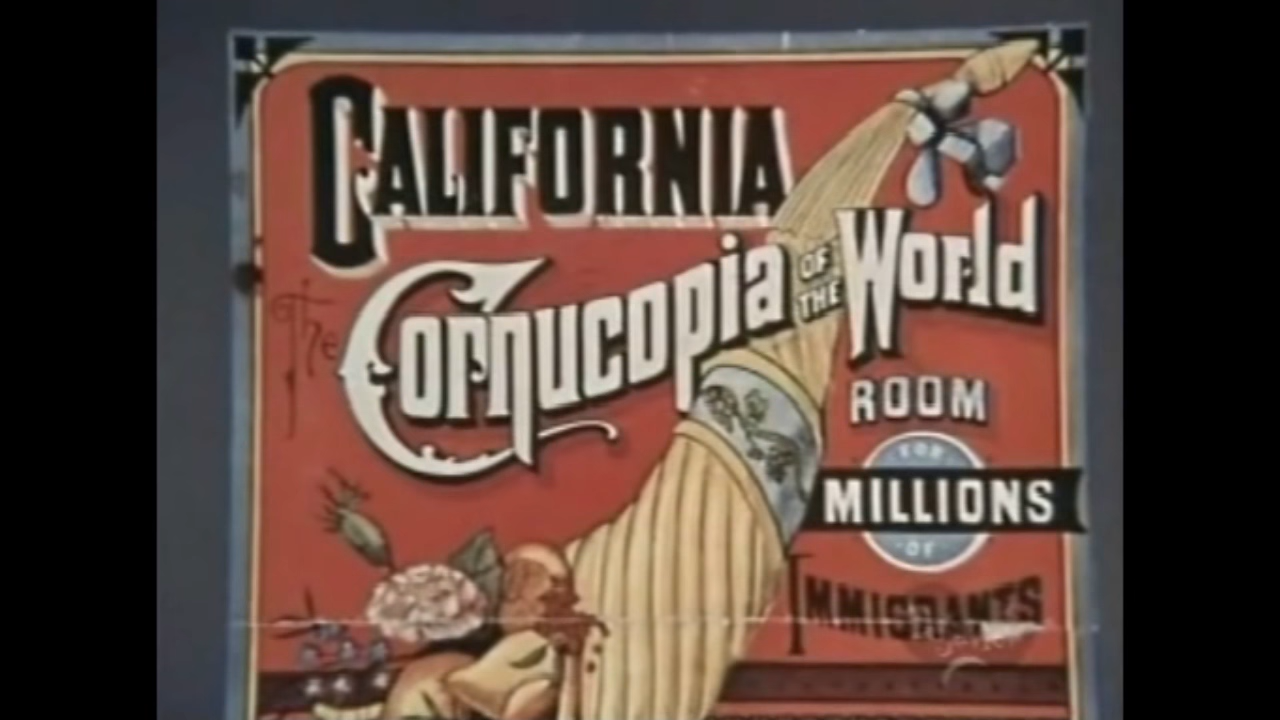 CALIFORNIA
The Cornucopia OF THE World
ROOM
FOR
MILLIONS
OF
IMMIGRANTS